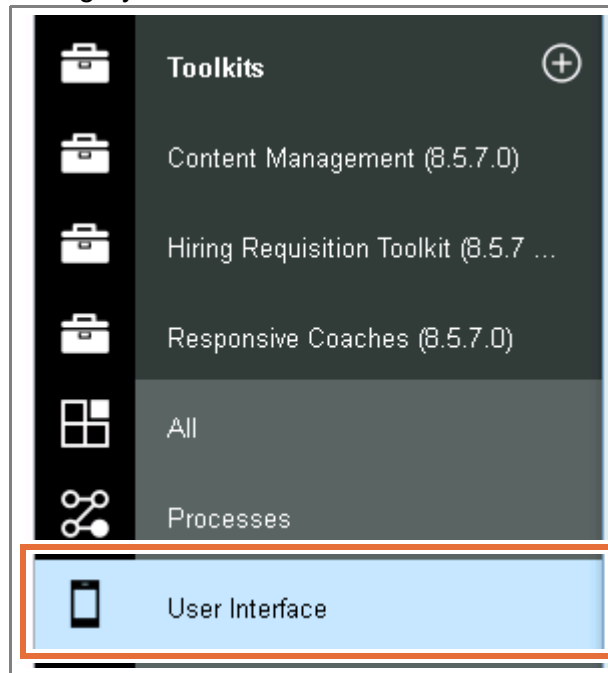 Toolkits
Content Management (8.5.7.0)
Hiring Requisition Toolkit (8.5.7 ...
Responsive Coaches (8.5.7.0)
All
Processes
User Interface